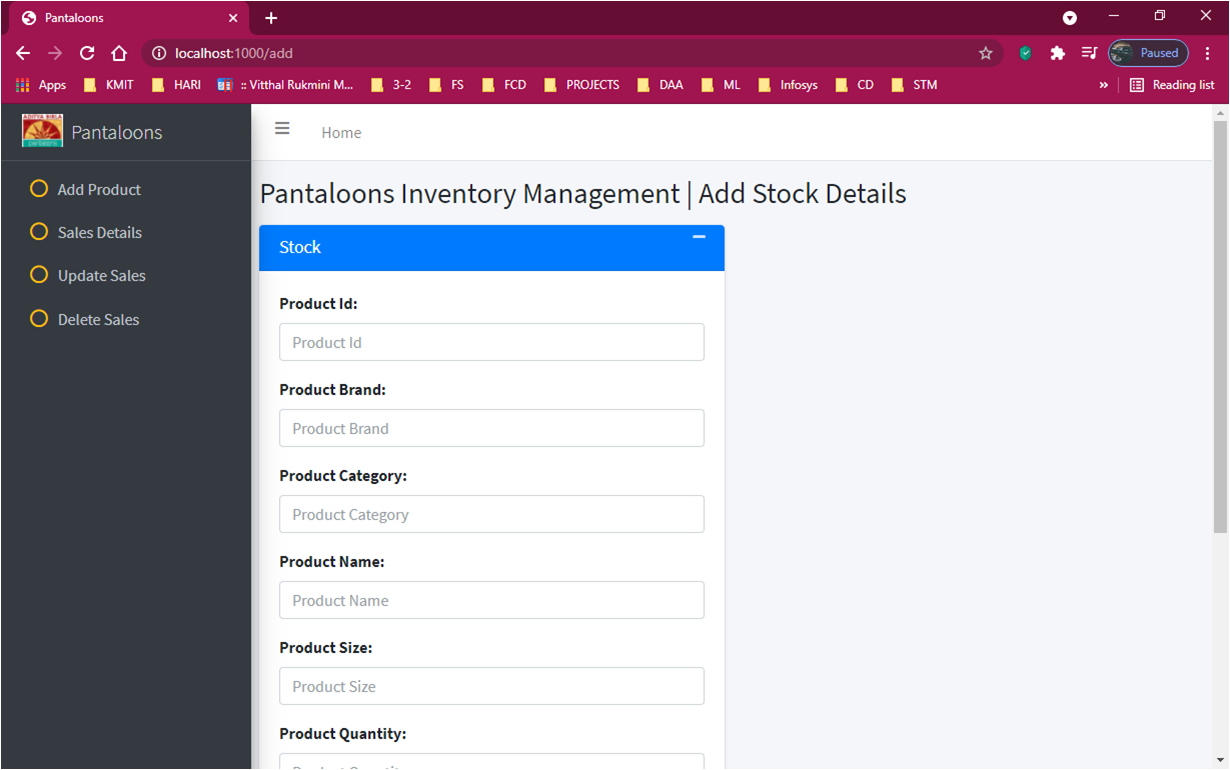 Pantaloons
localhost:1000/add
Paused
Apps KMIT HARI :: Vitthal Rukmini M... 3-2 FS FCD PROJECTS DAA ML Infosys CD STM » Reading list
ADITYA BIRLA
Pantaloons
Home
Add Product
Sales Details
Update Sales
Delete Sales
Pantaloons Inventory Management | Add Stock Details
Stock
Product Id:
Product Id
Product Brand:
Product Brand
Product Category:
Product Category
Product Name:
Product Name
Product Size:
Product Size
Product Quantity:
Product Quantity